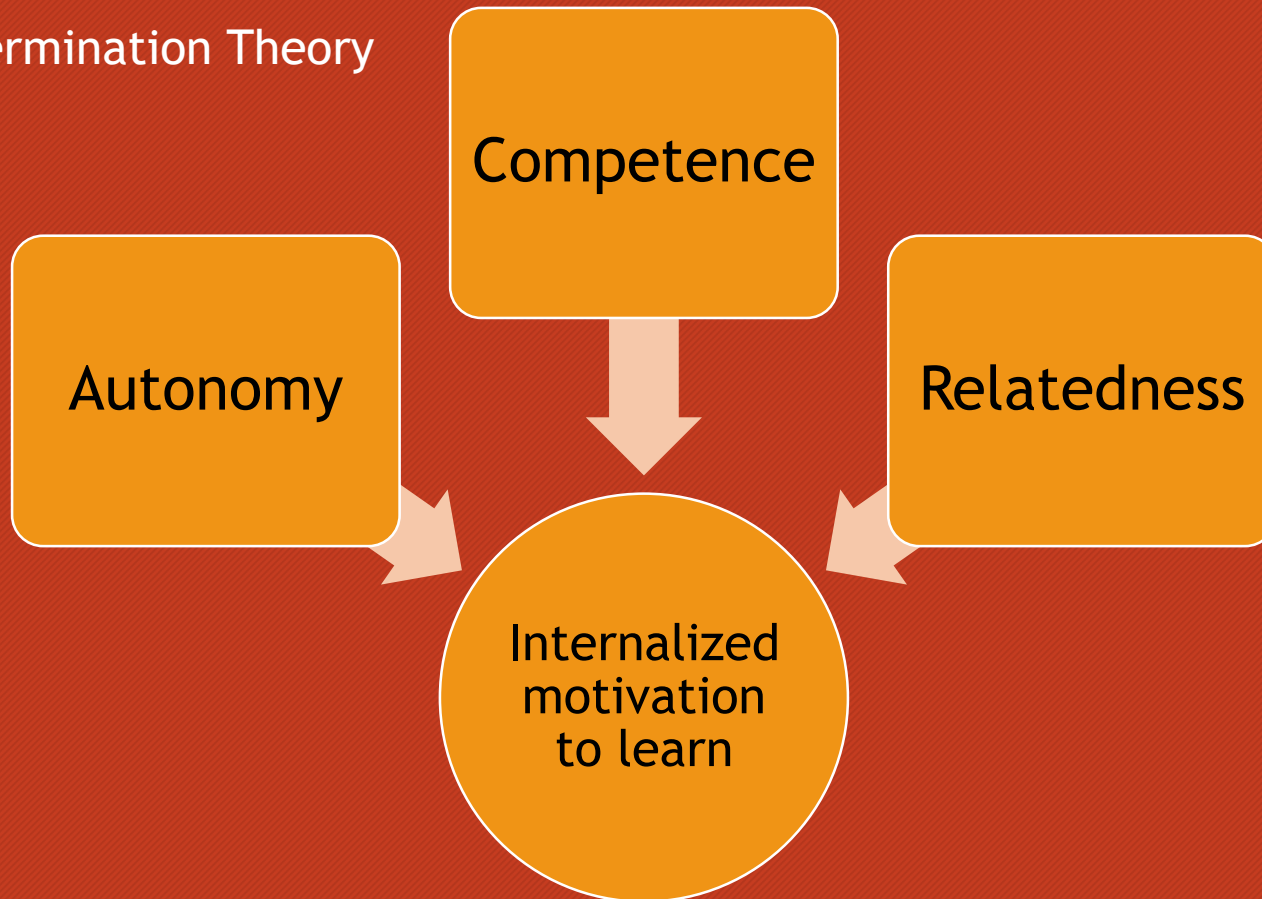 ermination Theory
Competence
Autonomy
Relatedness
Internalized
motivation
to learn